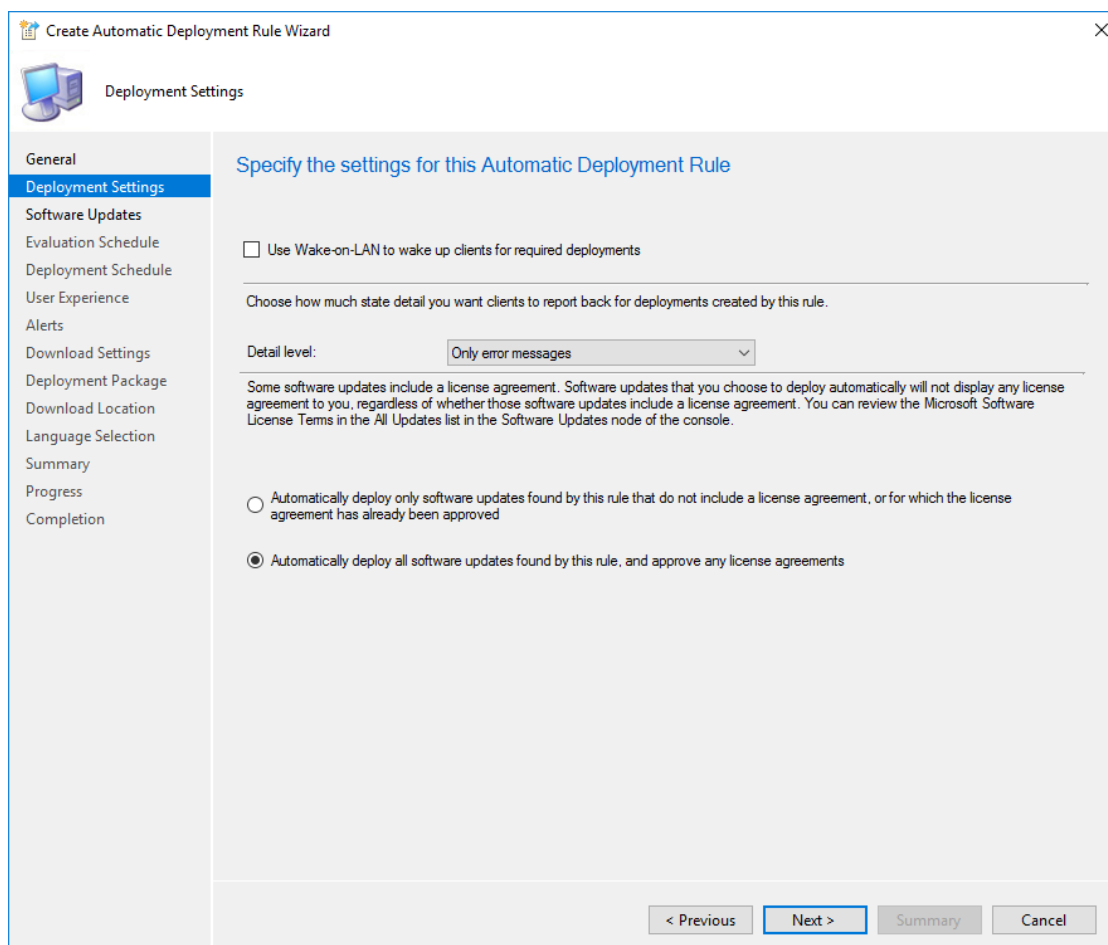 Create Automatic Deployment Rule Wizard
Deployment Settings
General
Deployment Settings
Software Updates
Evaluation Schedule
Deployment Schedule
User Experience
Alerts
Download Settings
Deployment Package
Download Location
Language Selection
Summary
Progress
Completion
Specify the settings for this Automatic Deployment Rule
Use Wake-on-LAN to wake up clients for required deployments
Choose how much state detail you want clients to report back for deployments created by this rule.
Detail level: Only error messages
Some software updates include a license agreement. Software updates that you choose to deploy automatically will not display any license
agreement to you, regardless of whether those software updates include a license agreement. You can review the Microsoft Software
License Terms in the All Updates list in the Software Updates node of the console.
Automatically deploy only software updates found by this rule that do not include a license agreement, or for which the license
agreement has already been approved
Automatically deploy all software updates found by this rule, and approve any license agreements
< Previous Next > Summary Cancel